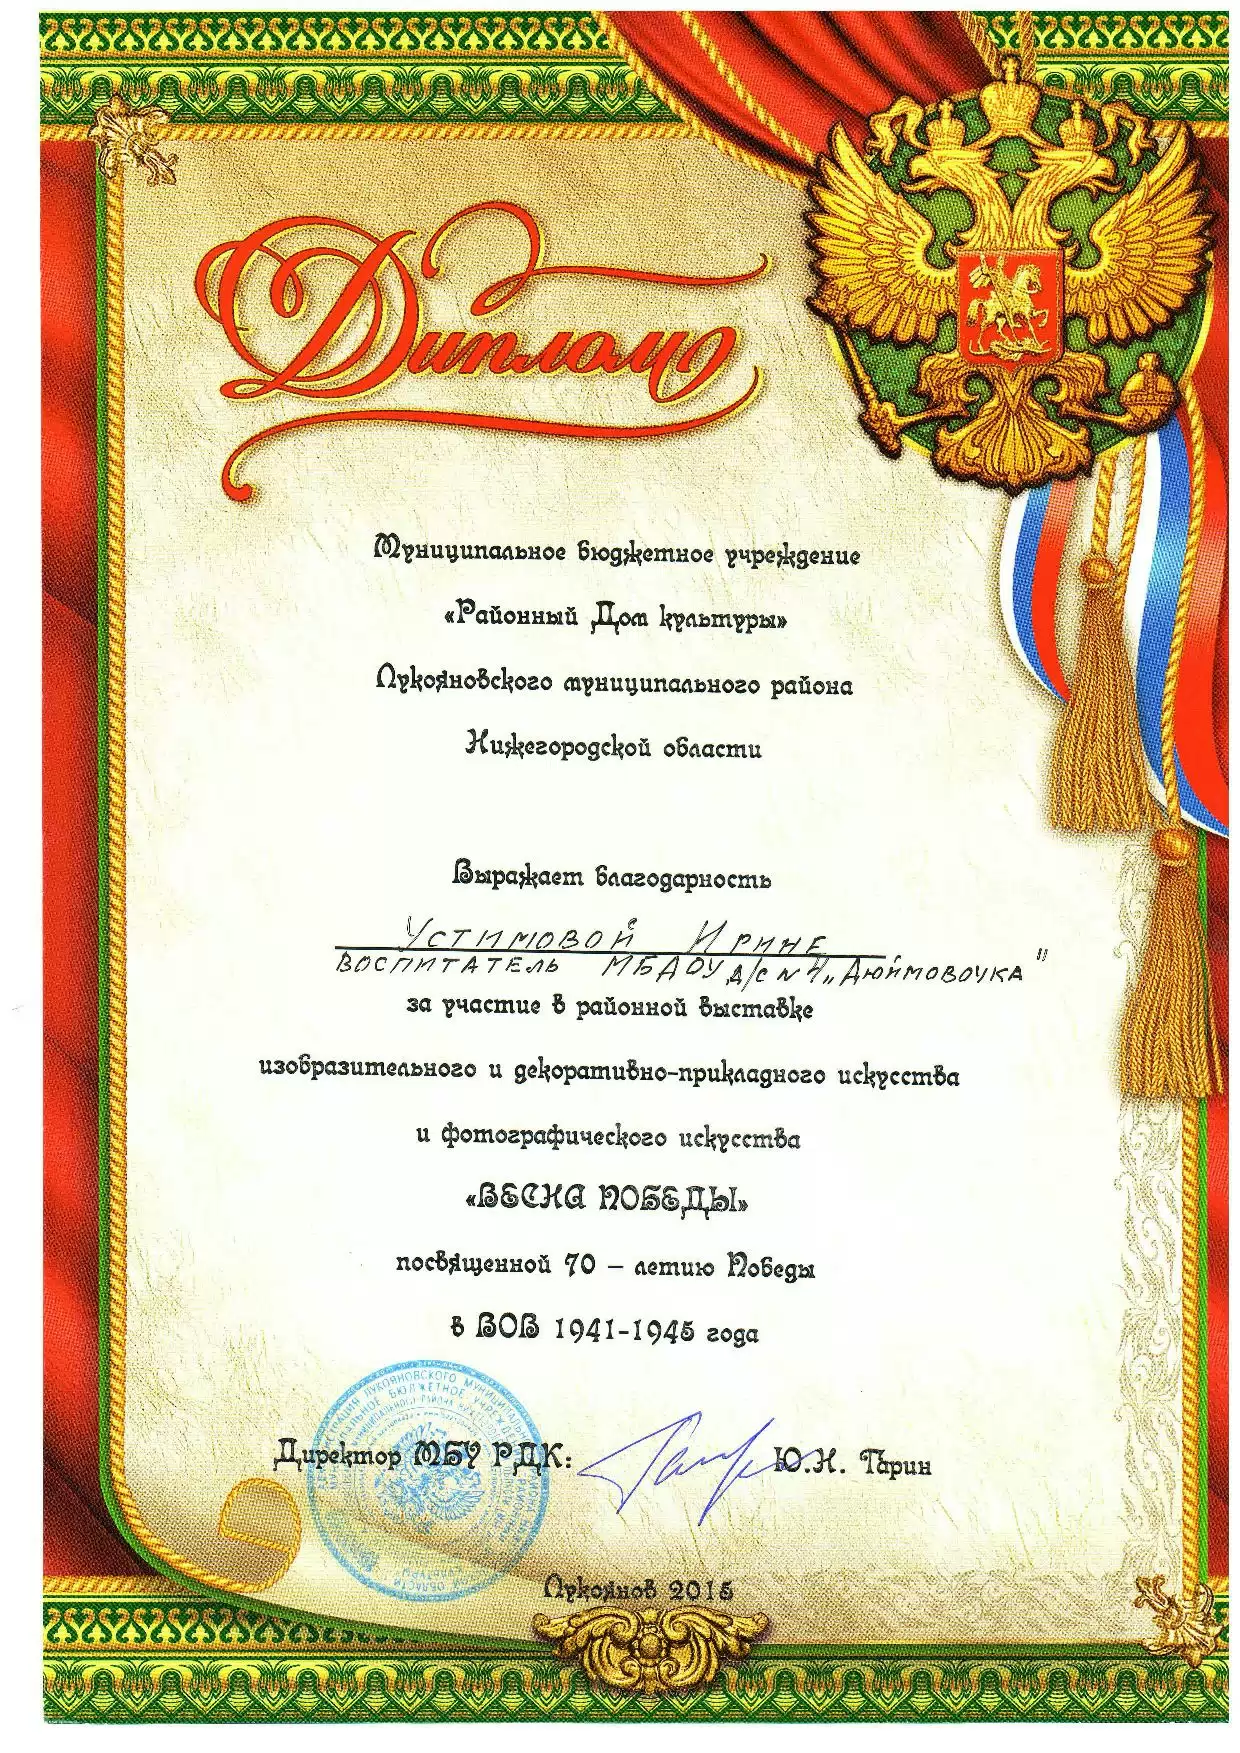 Диплом
Муниципальное бюджетное учреждение
«Районный Дом культуры»
Лукояновского муниципального района
Нижегородской области
Выражает благодарность
Устимовой Ирине
воспитатель МБДОУ д/с №4 „Дюймовочка"
за участие в районной выставке
изобразительного и декоративно-прикладного искусства
и фотографического искусства
«ВЕСНА ПОБЕДЫ»
посвященной 70 – летию Победы
в ВОВ 1941-1945 года
Директор МБУ РДК: Ю.Н. Гарин
Лукоянов 2015